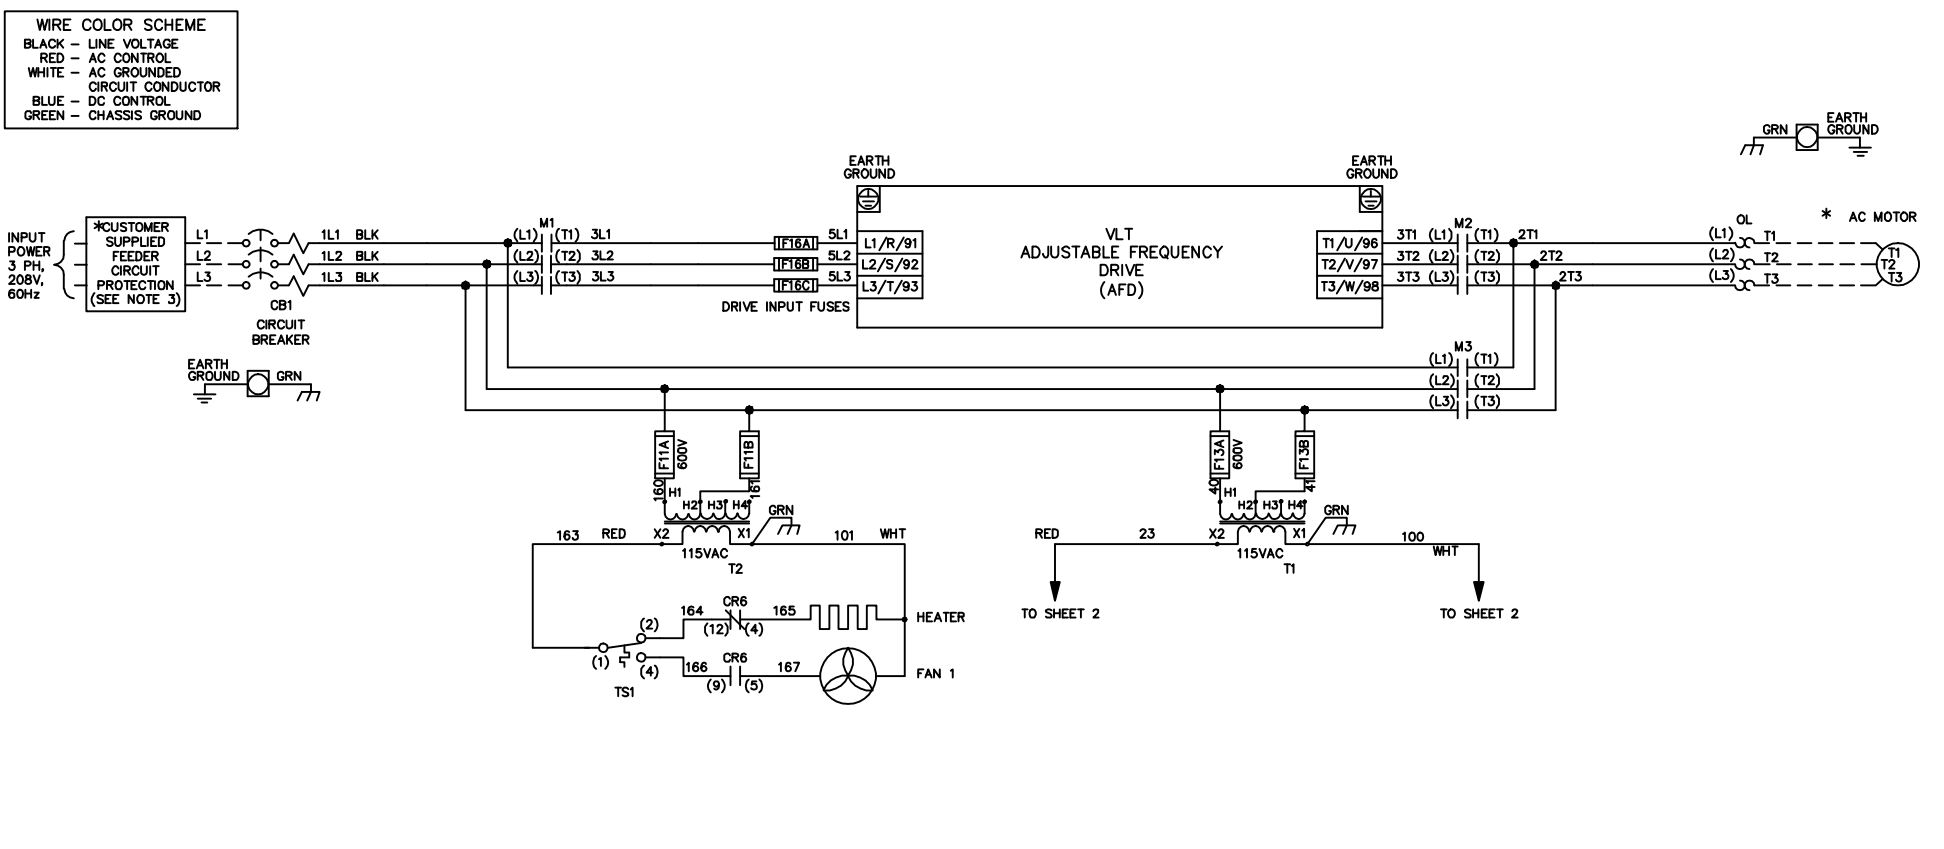 WIRE COLOR SCHEME
BLACK – LINE VOLTAGE
RED – AC CONTROL
WHITE – AC GROUNDED
CIRCUIT CONDUCTOR
BLUE – DC CONTROL
GREEN – CHASSIS GROUND
GRN
EARTH
GROUND
EARTH
GROUND
EARTH
GROUND
INPUT
POWER
3 PH,
208V,
60Hz
*CUSTOMER
SUPPLIED
FEEDER
CIRCUIT
PROTECTION
(SEE NOTE 3)
L1
L2
L3
CB1
CIRCUIT
BREAKER
1L1 BLK
1L2 BLK
1L3 BLK
M1
(L1) (T1) 3L1
(L2) (T2) 3L2
(L3) (T3) 3L3
F16A 5L1
F16B 5L2
F16C 5L3
DRIVE INPUT FUSES
L1/R/91
L2/S/92
L3/T/93
VLT
ADJUSTABLE FREQUENCY
DRIVE
(AFD)
T1/U/96
T2/V/97
T3/W/98
M2
3T1 (L1) (T1) 2T1
3T2 (L2) (T2) 2T2
3T3 (L3) (T3) 2T3
OL
(L1) T1
(L2) T2
(L3) T3
* AC MOTOR
T1
T2
T3
EARTH
GROUND
GRN
M3
(L1) (T1)
(L2) (T2)
(L3) (T3)
F11A
600V
F11B
160
161
H1
H2
H3
H4
GRN
163 RED X2
X1
101 WHT
115VAC
T2
F13A
600V
F13B
40
41
H1
H2
H3
H4
GRN
RED 23 X2
X1
100
WHT
115VAC
T1
TO SHEET 2
TO SHEET 2
CR6
164 165
(12) (4)
HEATER
(2)
(1)
(4)
TS1
CR6
166 167
(9) (5)
FAN 1